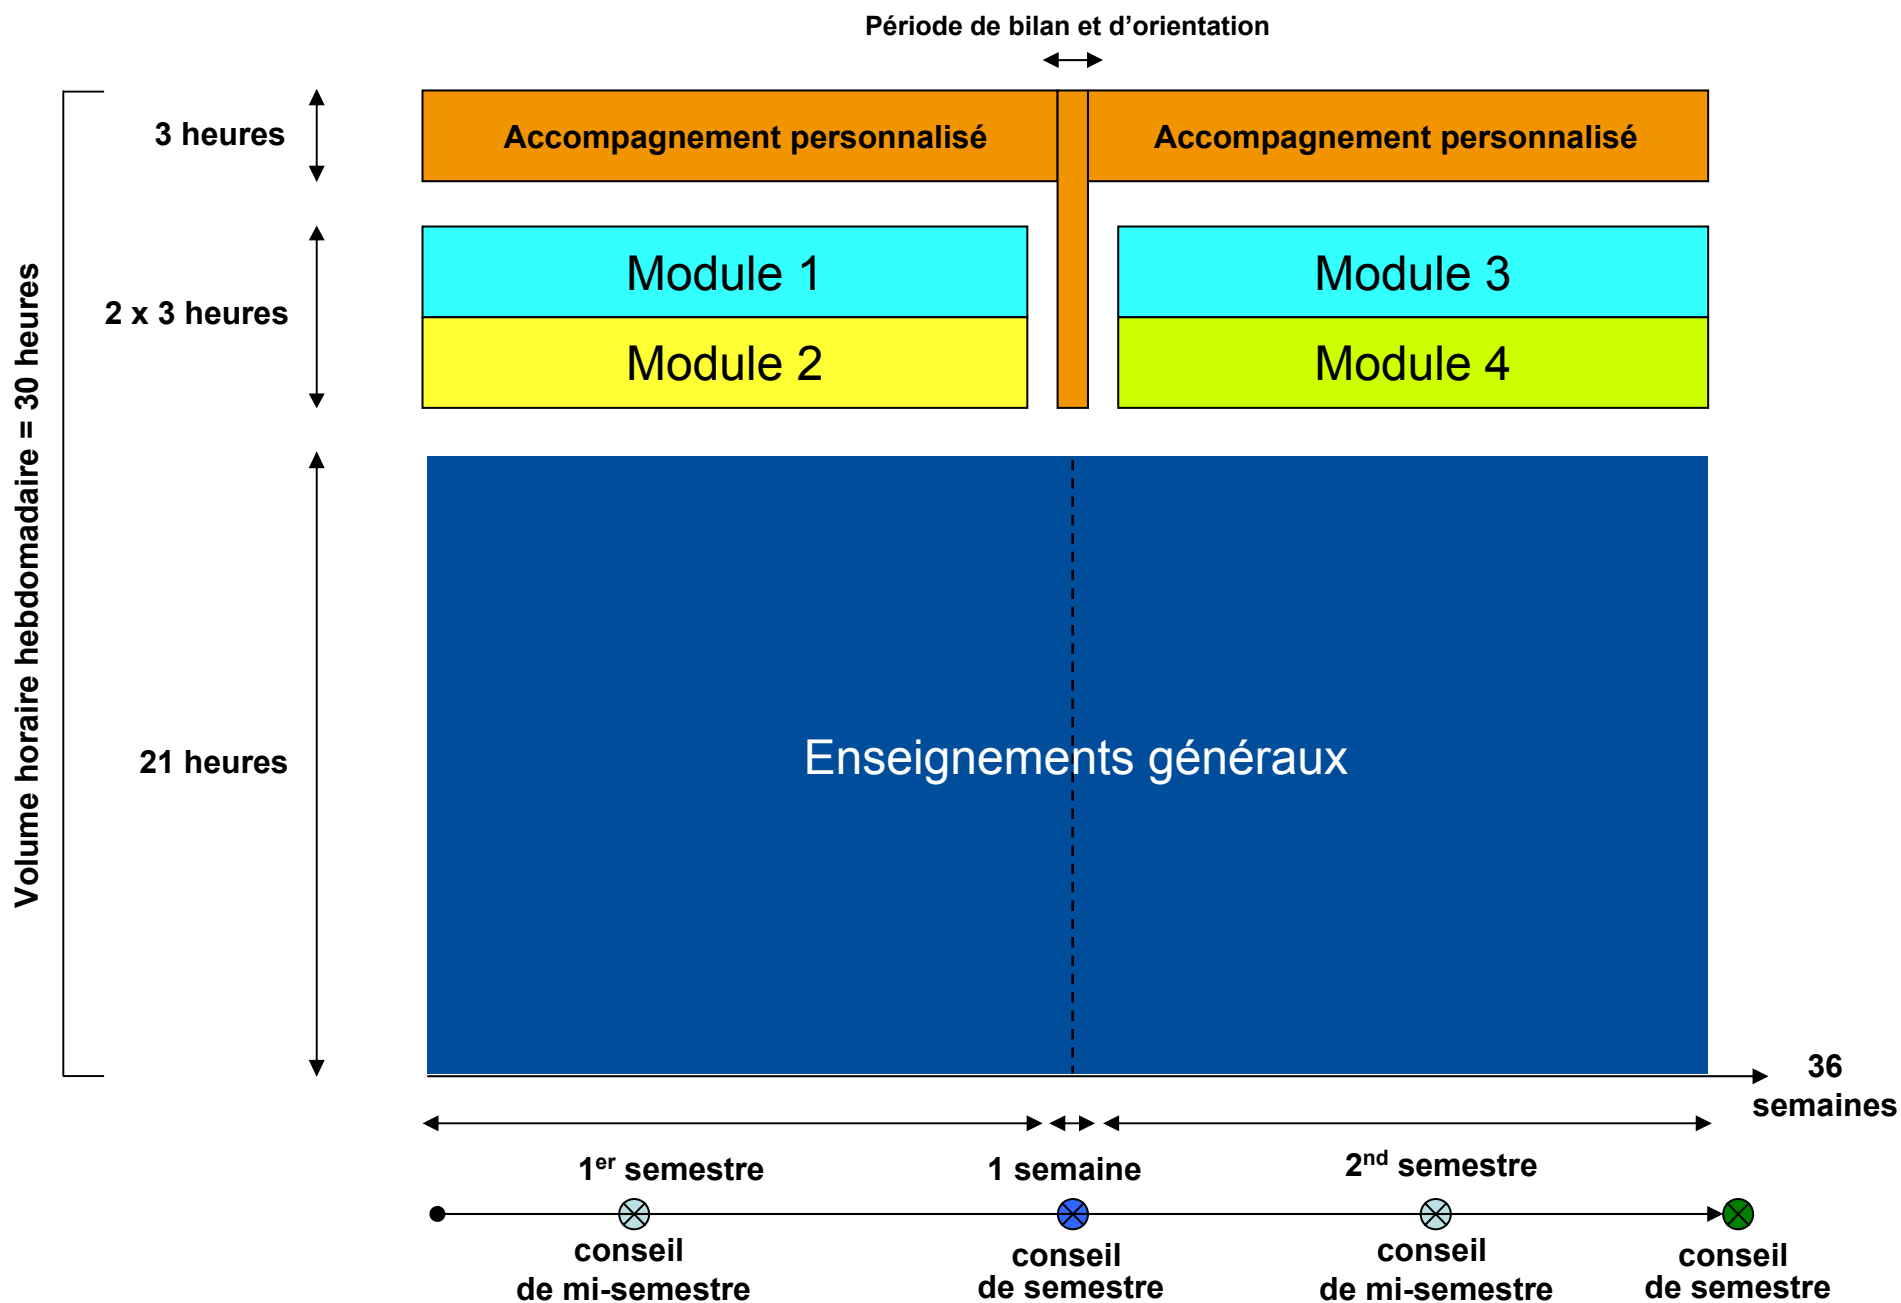 Période de bilan et d’orientation
3 heures
Accompagnement personnalisé
Accompagnement personnalisé
Volume horaire hebdomadaire = 30 heures
2 x 3 heures
Module 1
Module 3
Module 2
Module 4
21 heures
Enseignements généraux
36
semaines
1er semestre
1 semaine
2nd semestre
conseil
de mi-semestre
conseil
de semestre
conseil
de mi-semestre
conseil
de semestre